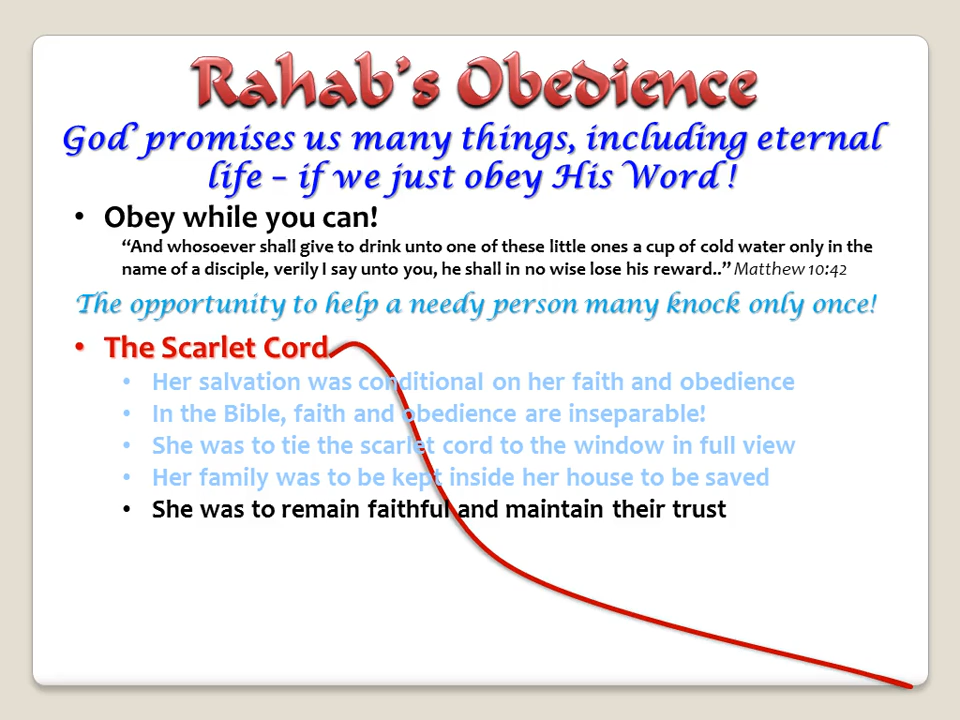 Rahab's Obedience
God promises us many things, including eternal
life – if we just obey His Word !
• Obey while you can!
“And whosoever shall give to drink unto one of these little ones a cup of cold water only in the
name of a disciple, verily I say unto you, he shall in no wise lose his reward..” Matthew 10:42
The opportunity to help a needy person many knock only once!
• The Scarlet Cord
• Her salvation was conditional on her faith and obedience
• In the Bible, faith and obedience are inseparable!
• She was to tie the scarlet cord to the window in full view
• Her family was to be kept inside her house to be saved
• She was to remain faithful and maintain their trust